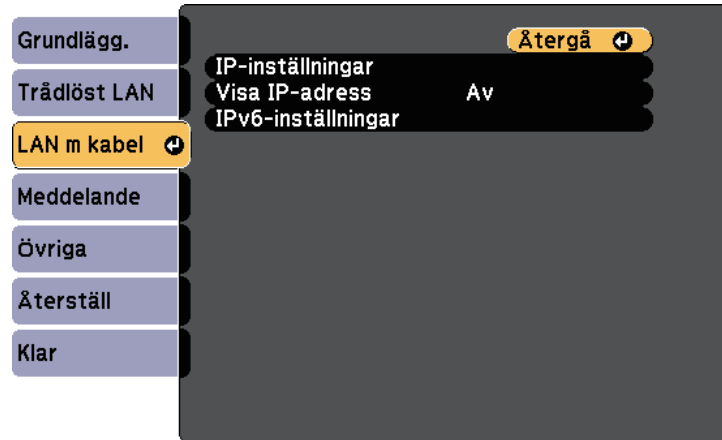 Grundlägg.
Trådlöst LAN
LAN m kabel
Meddelande
Övriga
Återställ
Klar
Återgå
IP-inställningar
Visa IP-adress Av
IPv6-inställningar